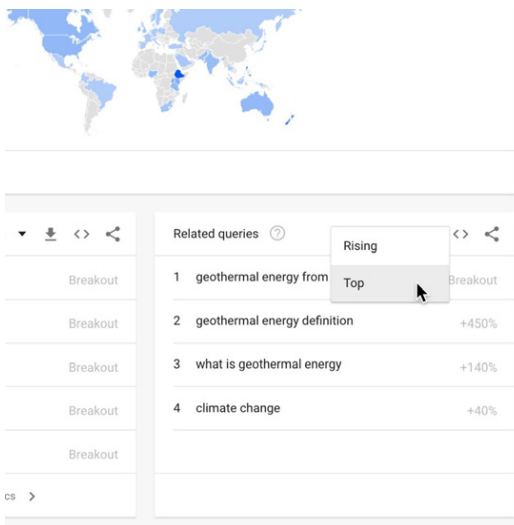 Related queries ?
Rising
Top
Breakout
1 geothermal energy from
Breakout
Breakout
2 geothermal energy definition
+450%
Breakout
3 what is geothermal energy
+140%
Breakout
4 climate change
+40%
Breakout
cs